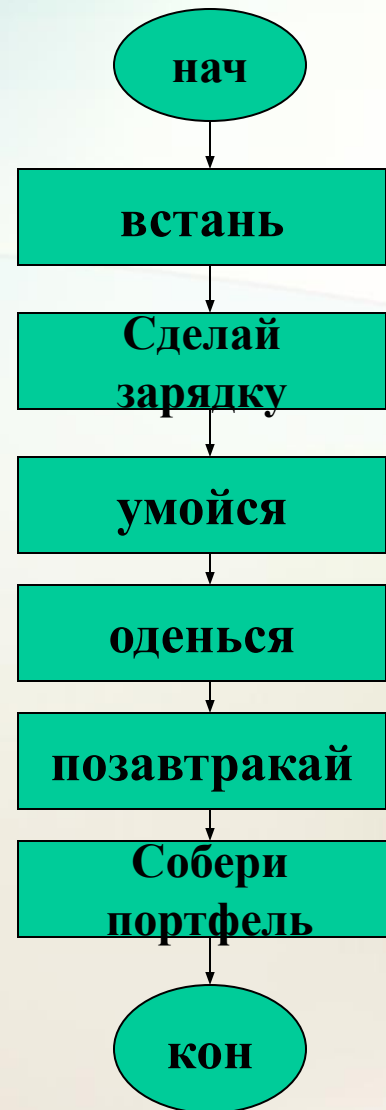 нач
встань
Сделай
зарядку
умойся
оденься
позавтракай
Собери
портфель
кон